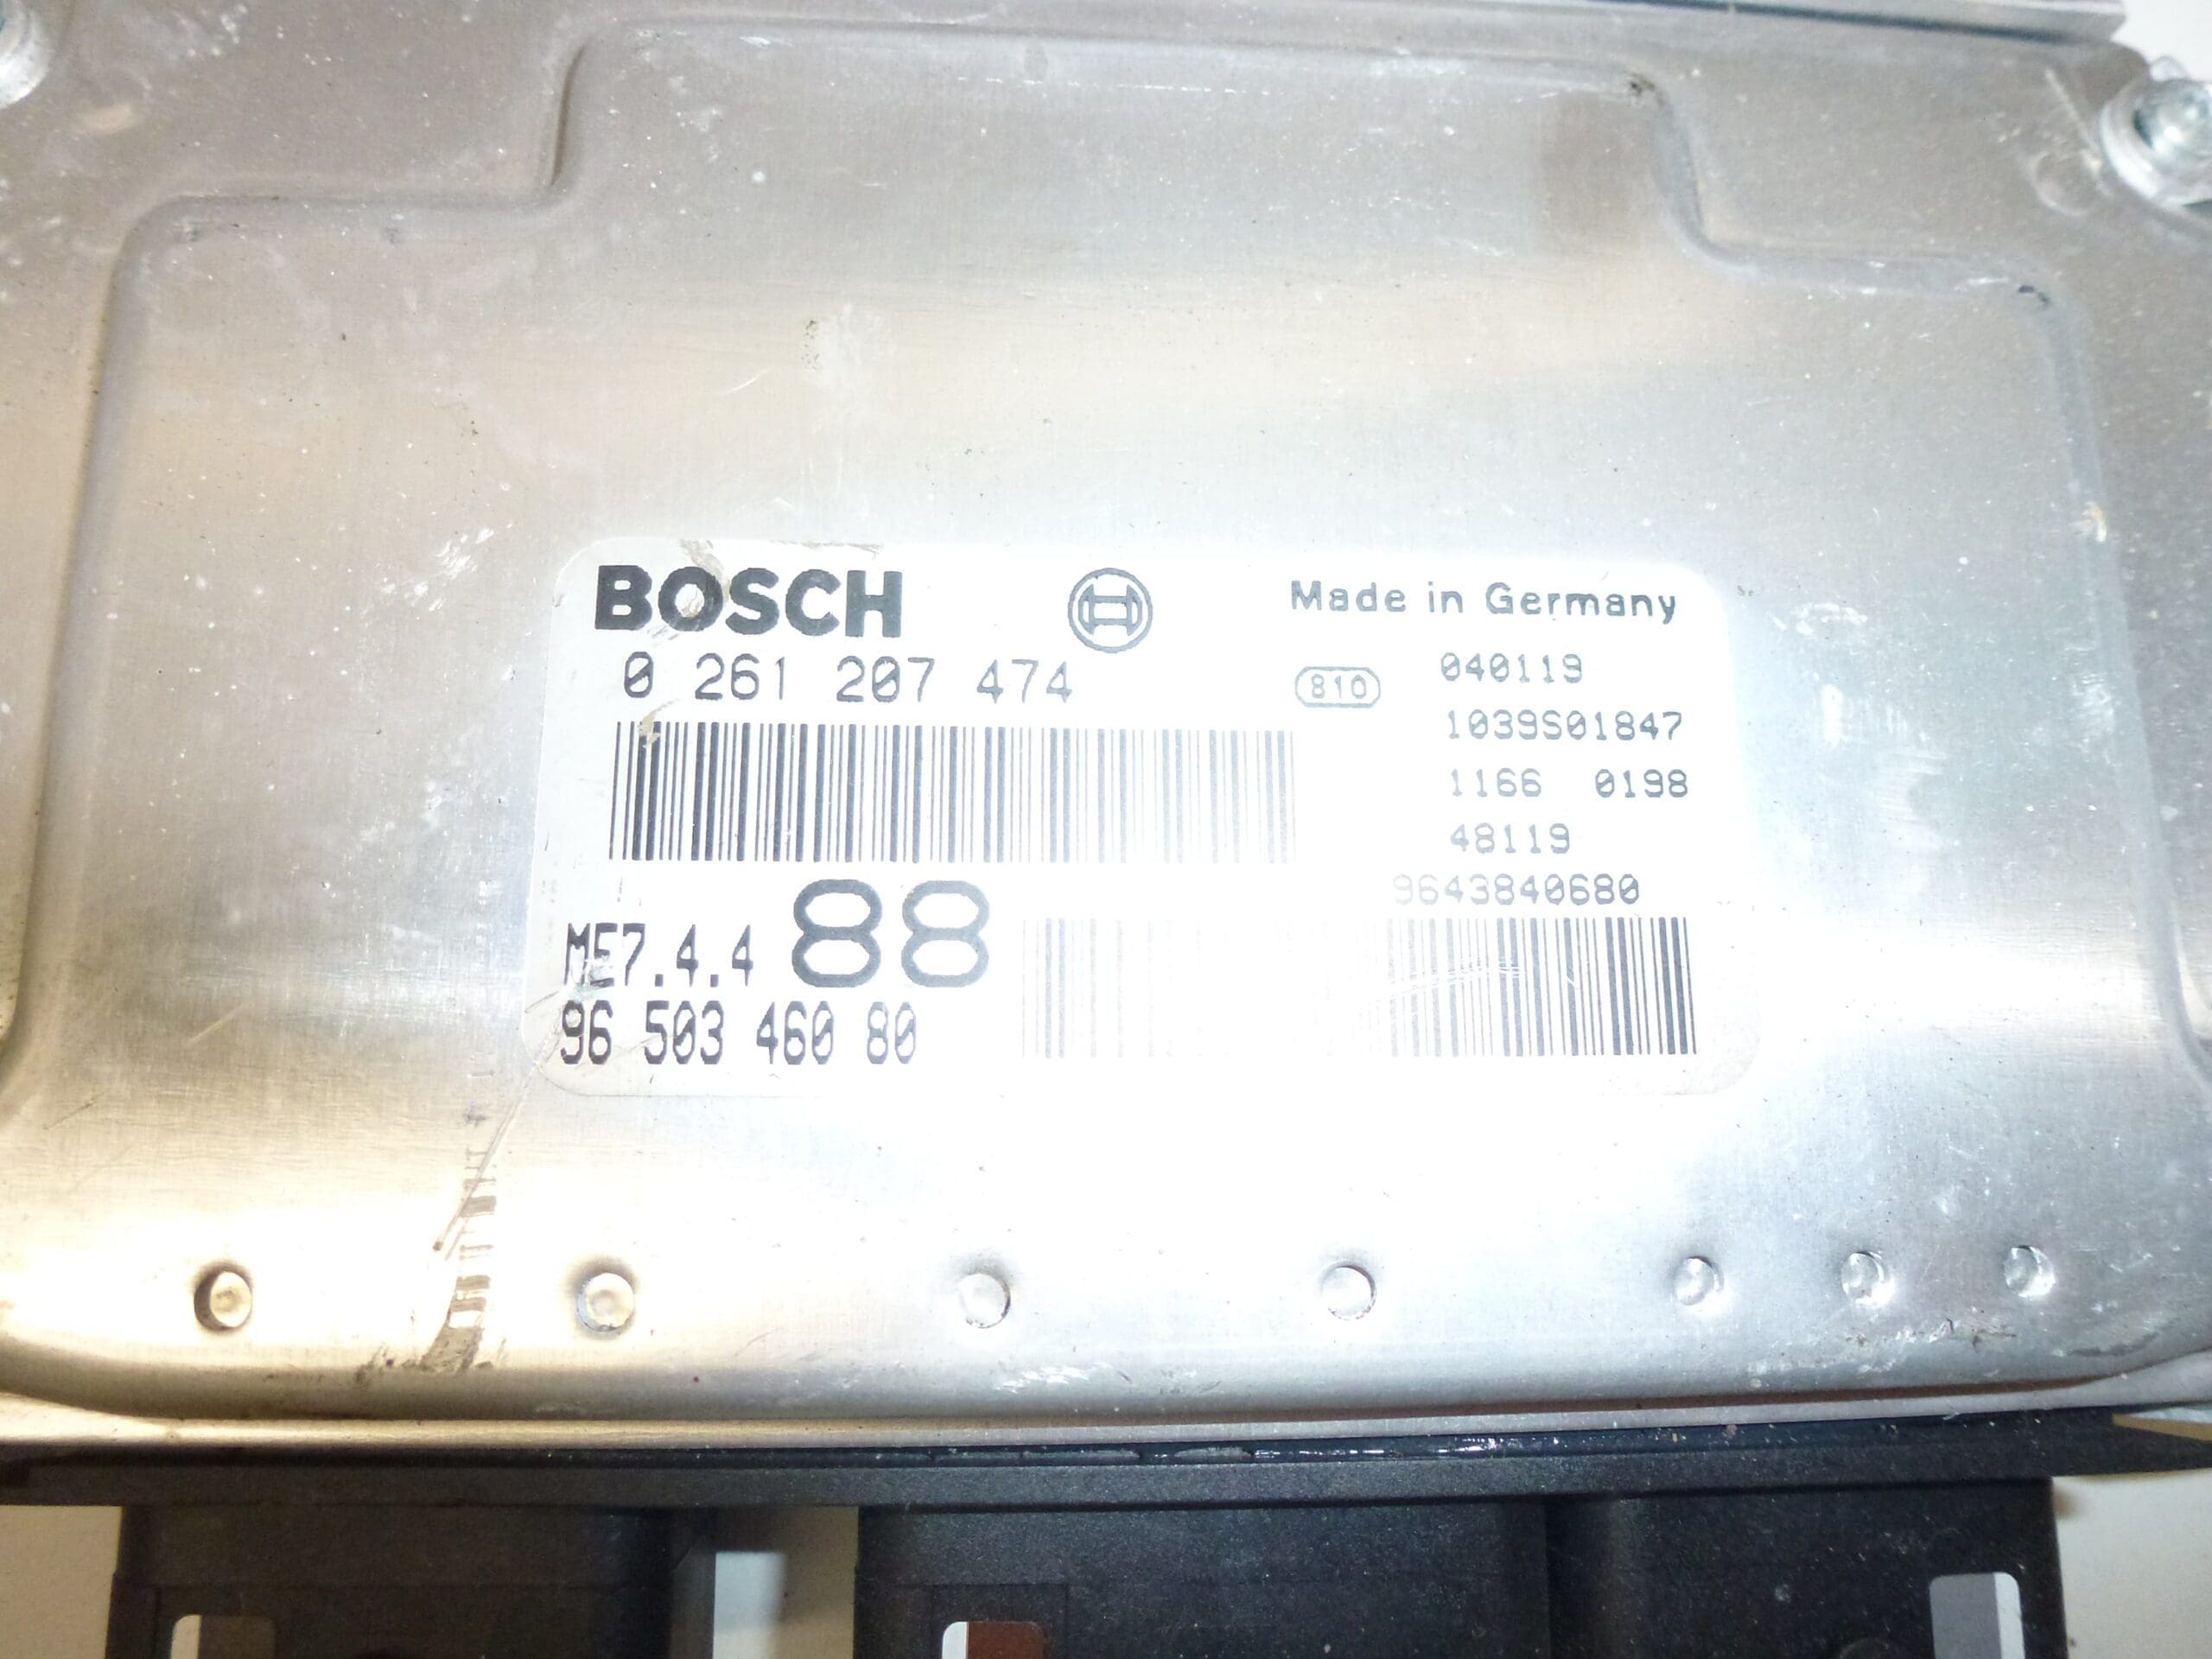 BOSCH
Made in Germany
0 261 207 474
810
040119
1039S01847
1166 0198
48119
9643840680
ME7.4.4 88
96 503 460 80